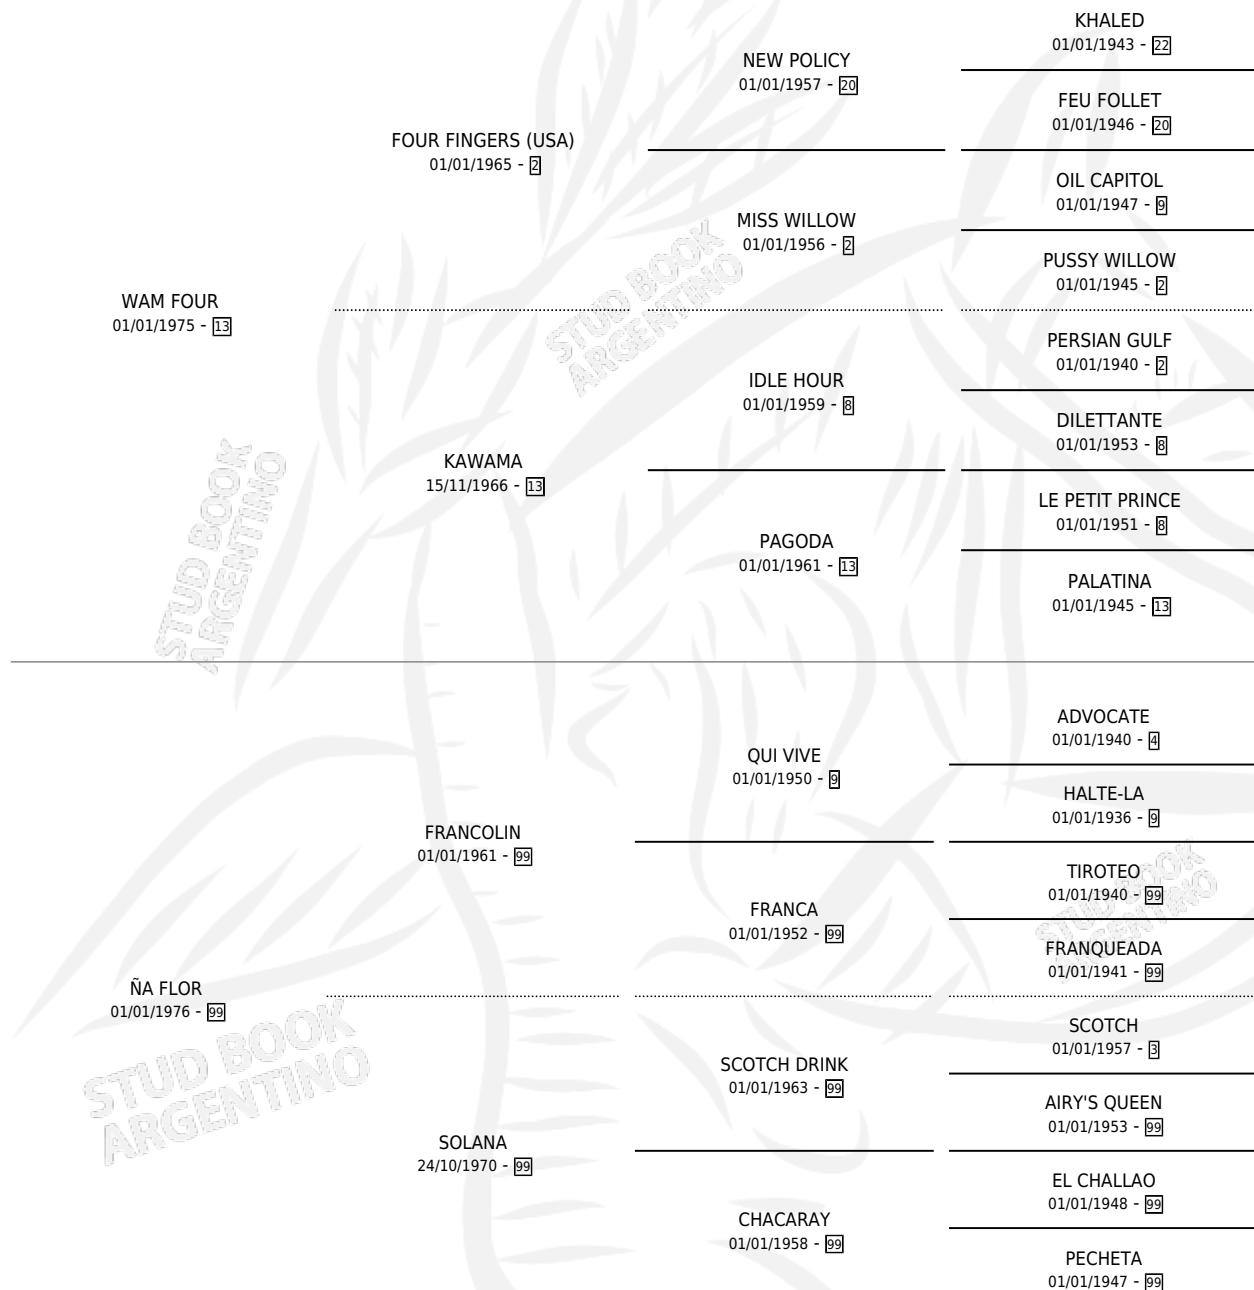 KHALED
01/01/1943 - 22
NEW POLICY
01/01/1957 - 20
FEU FOLLET
01/01/1946 - 20
FOUR FINGERS (USA)
01/01/1965 - 2
OIL CAPITOL
01/01/1947 - 9
MISS WILLOW
01/01/1956 - 2
PUSSY WILLOW
01/01/1945 - 2
WAM FOUR
01/01/1975 - 13
STUD BOOK
ARGENTINO
PERSIAN GULF
01/01/1940 - 2
IDLE HOUR
01/01/1959 - 8
DILETTANTE
01/01/1953 - 8
KAWAMA
15/11/1966 - 13
LE PETIT PRINCE
01/01/1951 - 8
PAGODA
01/01/1961 - 13
PALATINA
01/01/1945 - 13
STUD BOOK
ARGENTINO
ADVOCATE
01/01/1940 - 4
QUI VIVE
01/01/1950 - 9
HALTE-LA
01/01/1936 - 9
FRANCOLIN
01/01/1961 - 99
TIROTEO
01/01/1940 - 99
FRANCA
01/01/1952 - 99
FRANQUEADA
01/01/1941 - 99
STUD BOOK
ARGENTINO
ÑA FLOR
01/01/1976 - 99
SCOTCH
01/01/1957 - 3
SCOTCH DRINK
01/01/1963 - 99
AIRY'S QUEEN
01/01/1953 - 99
STUD BOOK
ARGENTINO
SOLANA
24/10/1970 - 99
EL CHALLAO
01/01/1948 - 99
CHACARAY
01/01/1958 - 99
PECHETA
01/01/1947 - 99